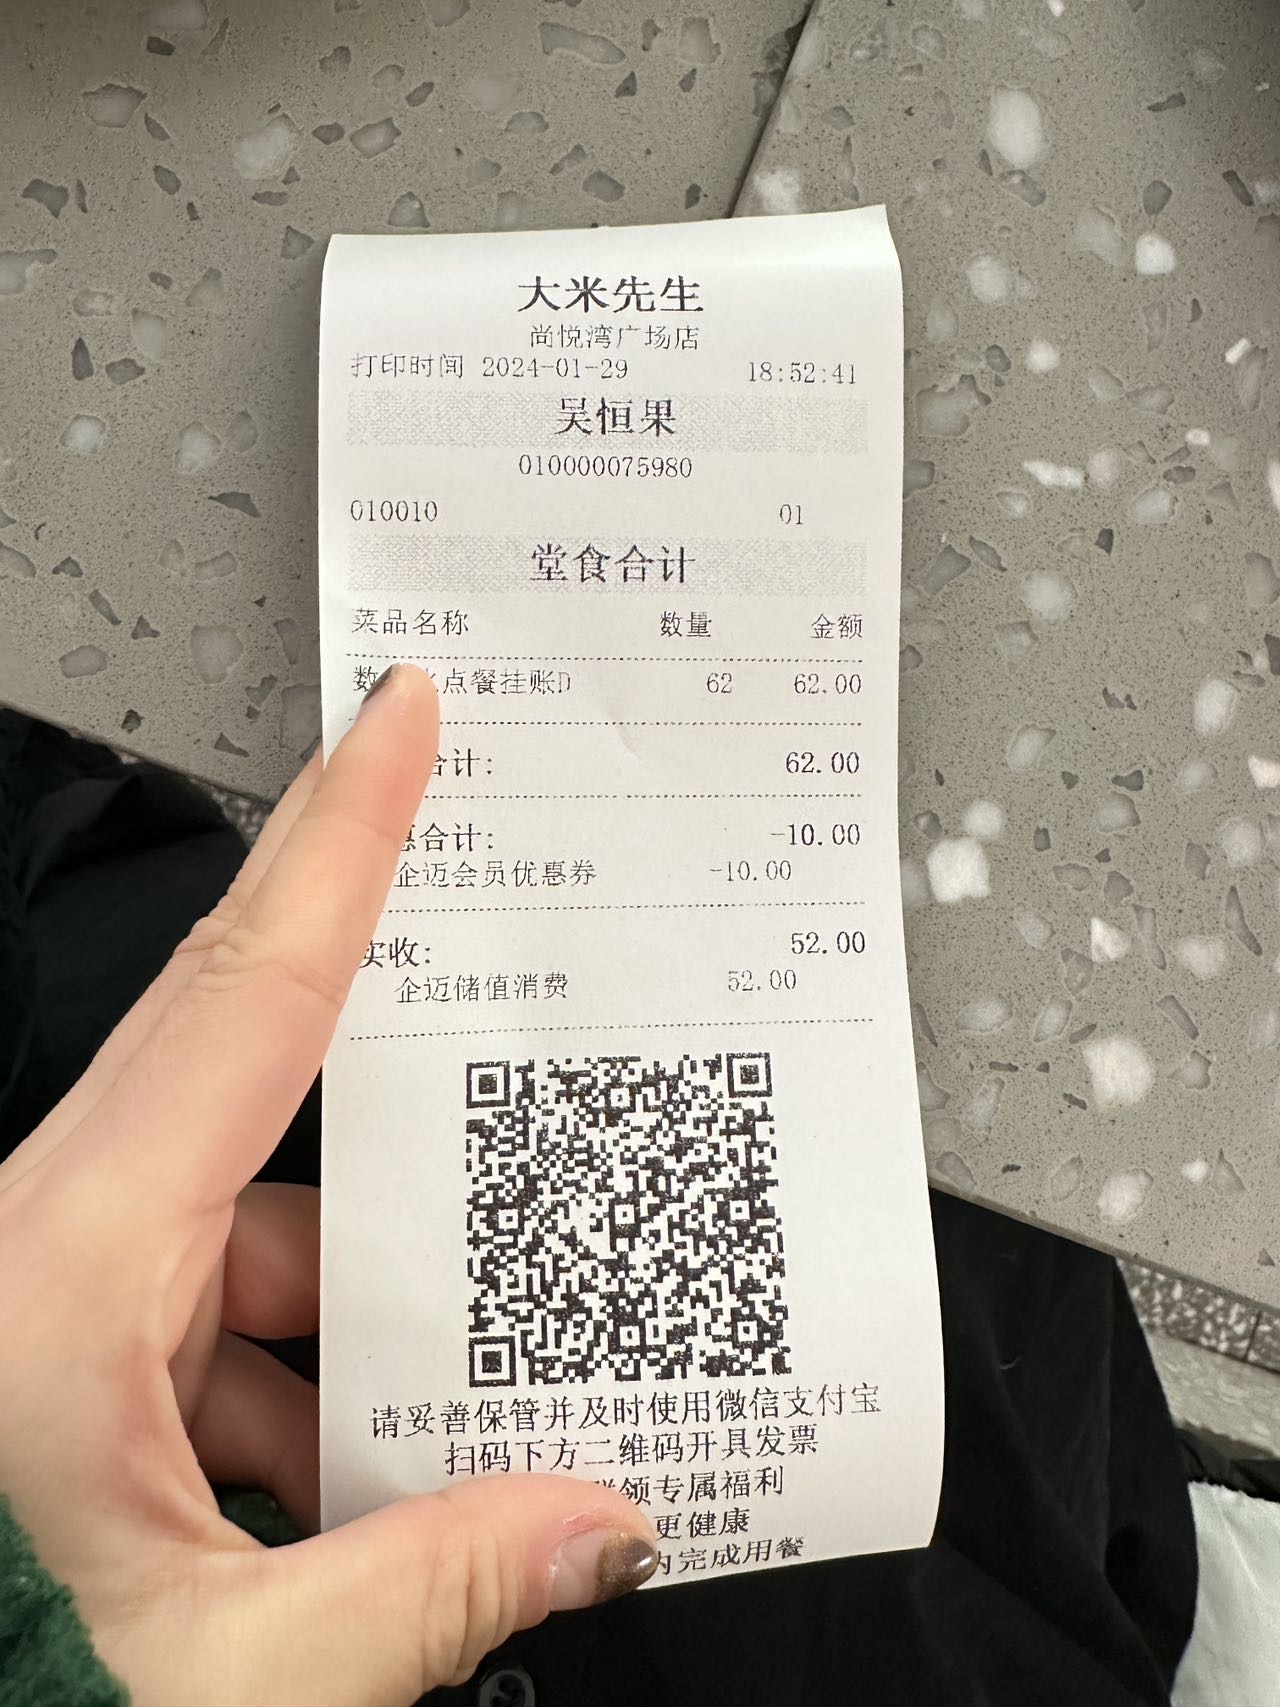 大米先生
尚悦湾广场店
打印时间 2024-01-29 18:52:41
吴恒果
010000075980
010010 01
堂食合计
菜品名称 数量 金额
数 点餐挂账D 62 62.00
合计: 62.00
惠合计: -10.00
企迈会员优惠券 -10.00
实收: 52.00
企迈储值消费 52.00
请妥善保管并及时使用微信支付宝
扫码下方二维码开具发票
领专属福利
更健康
内完成用餐